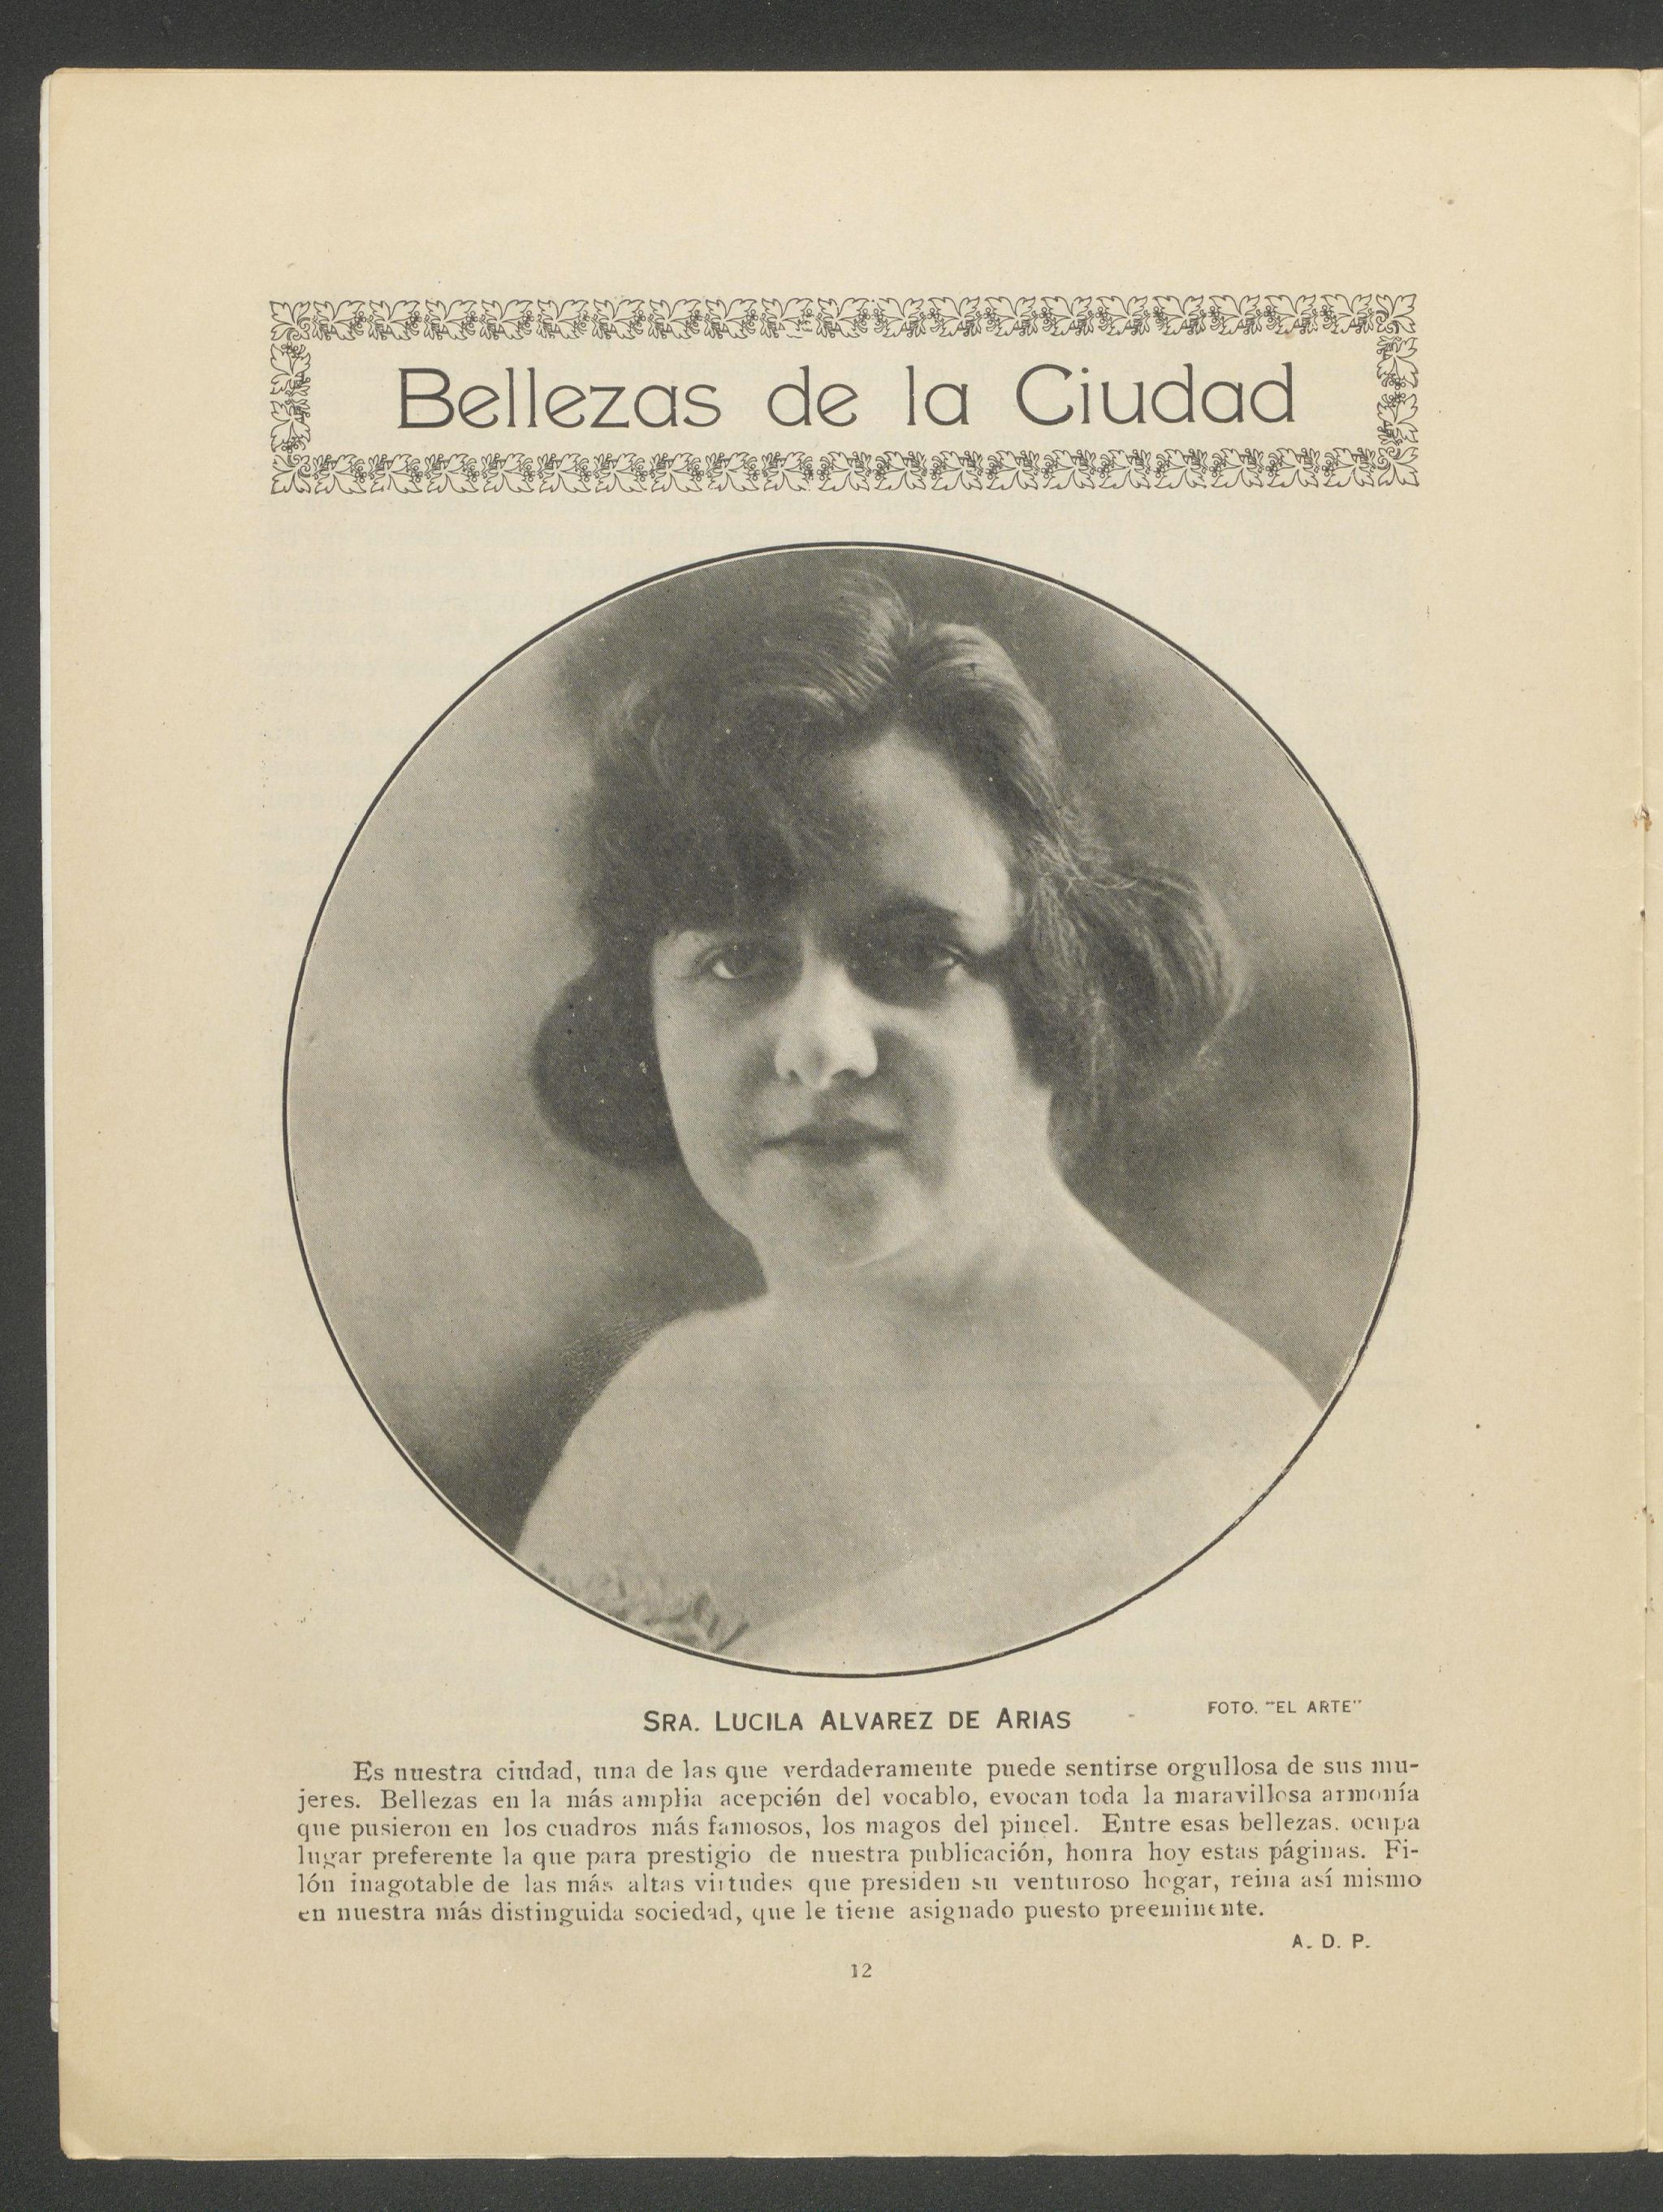 Bellezas de la Ciudad
SRA. LUCILA ALVAREZ DE ARIAS
FOTO. "EL ARTE"
Es nuestra ciudad, una de las que verdaderamente puede sentirse orgullosa de sus mu-
jeres. Bellezas en la más amplia acepción del vocablo, evocan toda la maravillosa armonía
que pusieron en los cuadros más famosos, los magos del pincel. Entre esas bellezas. ocupa
lugar preferente la que para prestigio de nuestra publicación, honra hoy estas páginas. Fi-
lón inagotable de las más altas virtudes que presiden su venturoso hogar, reina así mismo
en nuestra más distinguida sociedad, que le tiene asignado puesto preeminente.
A. D. P.
12